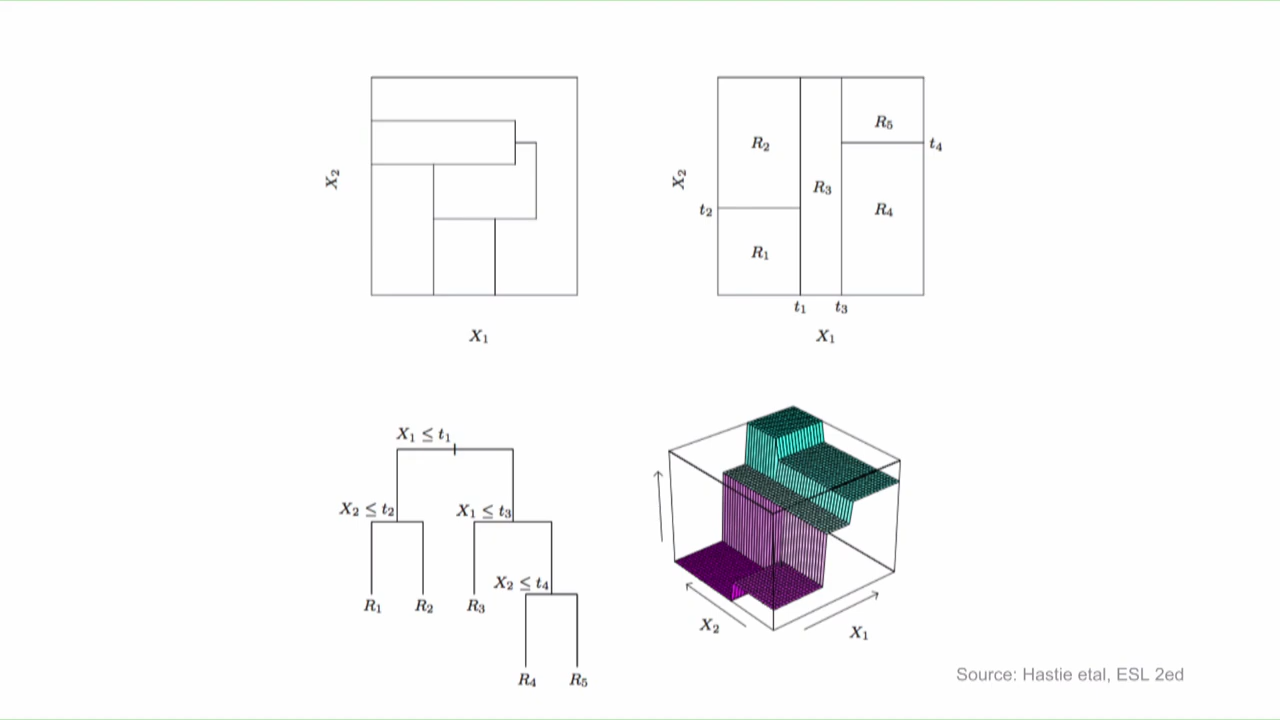 X₂
X₁
R₂
R₅
t₄
X₂
R₃
t₂
R₄
R₁
t₁
t₃
X₁
X₁ ≤ t₁
X₂ ≤ t₂
X₁ ≤ t₃
X₂ ≤ t₄
R₁
R₂
R₃
R₄
R₅
X₂
X₁
Source: Hastie etal, ESL 2ed